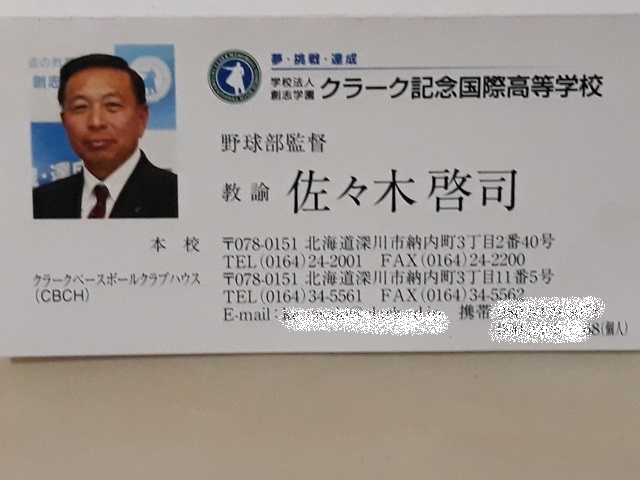 夢・挑戦・達成
学校法人 創志学園 クラーク記念国際高等学校
野球部監督
教諭 佐々木 啓司
本校 〒078-0151 北海道深川市納内町3丁目2番40号
TEL(0164)24-2001 FAX(0164)24-2200
クラークベースボールクラブハウス 〒078-0151 北海道深川市納内町3丁目11番5号
(CBCH) TEL(0164)34-5561 FAX(0164)34-5562
E-mail: 携帯
68(個人)